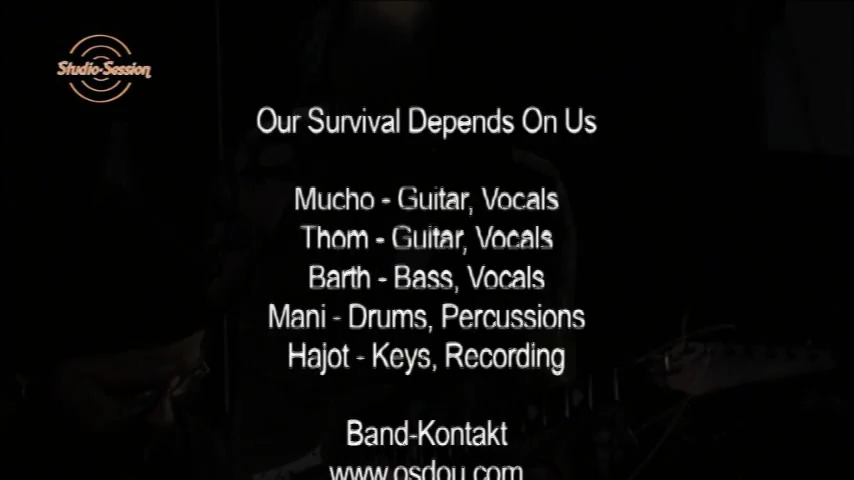 Studio-Session
Our Survival Depends On Us
Mucho - Guitar, Vocals
Thom - Guitar, Vocals
Barth - Bass, Vocals
Mani - Drums, Percussions
Hajot - Keys, Recording
Band-Kontakt
www.osdou.com